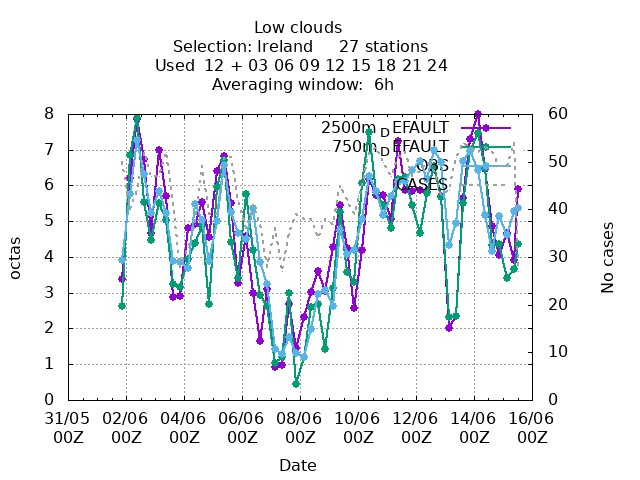 Low clouds
Selection: Ireland 27 stations
Used 12 + 03 06 09 12 15 18 21 24
Averaging window: 6h
8 7 6 5 4 3 2 1 0
octas
2500m_DEFAULT
750m_DEFAULT
OBS
CASES
60 50 40 30 20 10 0
No cases
31/05 02/06 04/06 06/06 08/06 10/06 12/06 14/06 16/06
00Z 00Z 00Z 00Z 00Z 00Z 00Z 00Z 00Z
Date